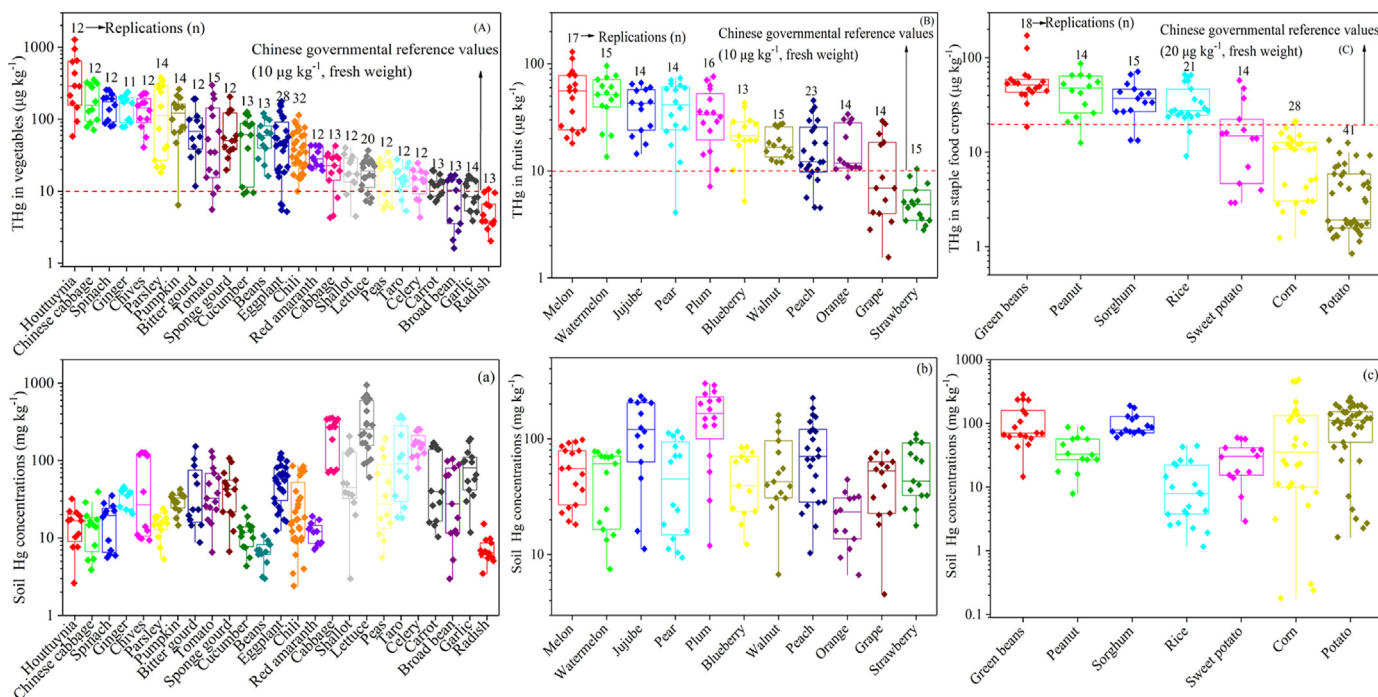 THg in vegetables (µg kg⁻¹)
1000
100
10
1
(A)
12
Replications (n)
Chinese governmental reference values
(10 µg kg⁻¹, fresh weight)
12
12
11
12
14
14
12
15
12
13
13
28
32
12
14
12
20
12
12
12
12
13
14
13
Houttuynia
Chinese cabbage
Spinach
Ginger
Chives
Parsley
Pumpkin
Bitter gourd
Tomato
Sponge gourd
Cucumber
Beans
Eggplant
Chili
Red amaranth
Cabbage
Shallot
Lettuce
Peas
Taro
Celery
Carrot
Broad bean
Garlic
Radish
THg in fruits (µg kg⁻¹)
100
10
1
(B)
17
Replications (n)
Chinese governmental reference values
(10 µg kg⁻¹, fresh weight)
15
14
14
16
13
15
23
14
14
15
Melon
Watermelon
Jujube
Pear
Plum
Blueberry
Walnut
Peach
Orange
Grape
Strawberry
THg in staple food crops (µg kg⁻¹)
100
10
1
18
Replications (n)
Chinese governmental reference values
(20 µg kg⁻¹, fresh weight)
(C)
14
15
21
14
28
41
Green beans
Peanut
Sorghum
Rice
Sweet potato
Corn
Potato
Soil Hg concentrations (mg kg⁻¹)
1000
100
10
1
(a)
Houttuynia
Chinese cabbage
Spinach
Ginger
Chives
Parsley
Pumpkin
Bitter gourd
Tomato
Sponge gourd
Cucumber
Beans
Eggplant
Chili
Red amaranth
Cabbage
Shallot
Lettuce
Peas
Taro
Celery
Carrot
Broad bean
Garlic
Radish
Soil Hg concentrations (mg kg⁻¹)
100
10
(b)
Melon
Watermelon
Jujube
Pear
Plum
Blueberry
Walnut
Peach
Orange
Grape
Strawberry
Soil Hg concentrations (mg kg⁻¹)
1000
100
10
1
0.1
(c)
Green beans
Peanut
Sorghum
Rice
Sweet potato
Corn
Potato